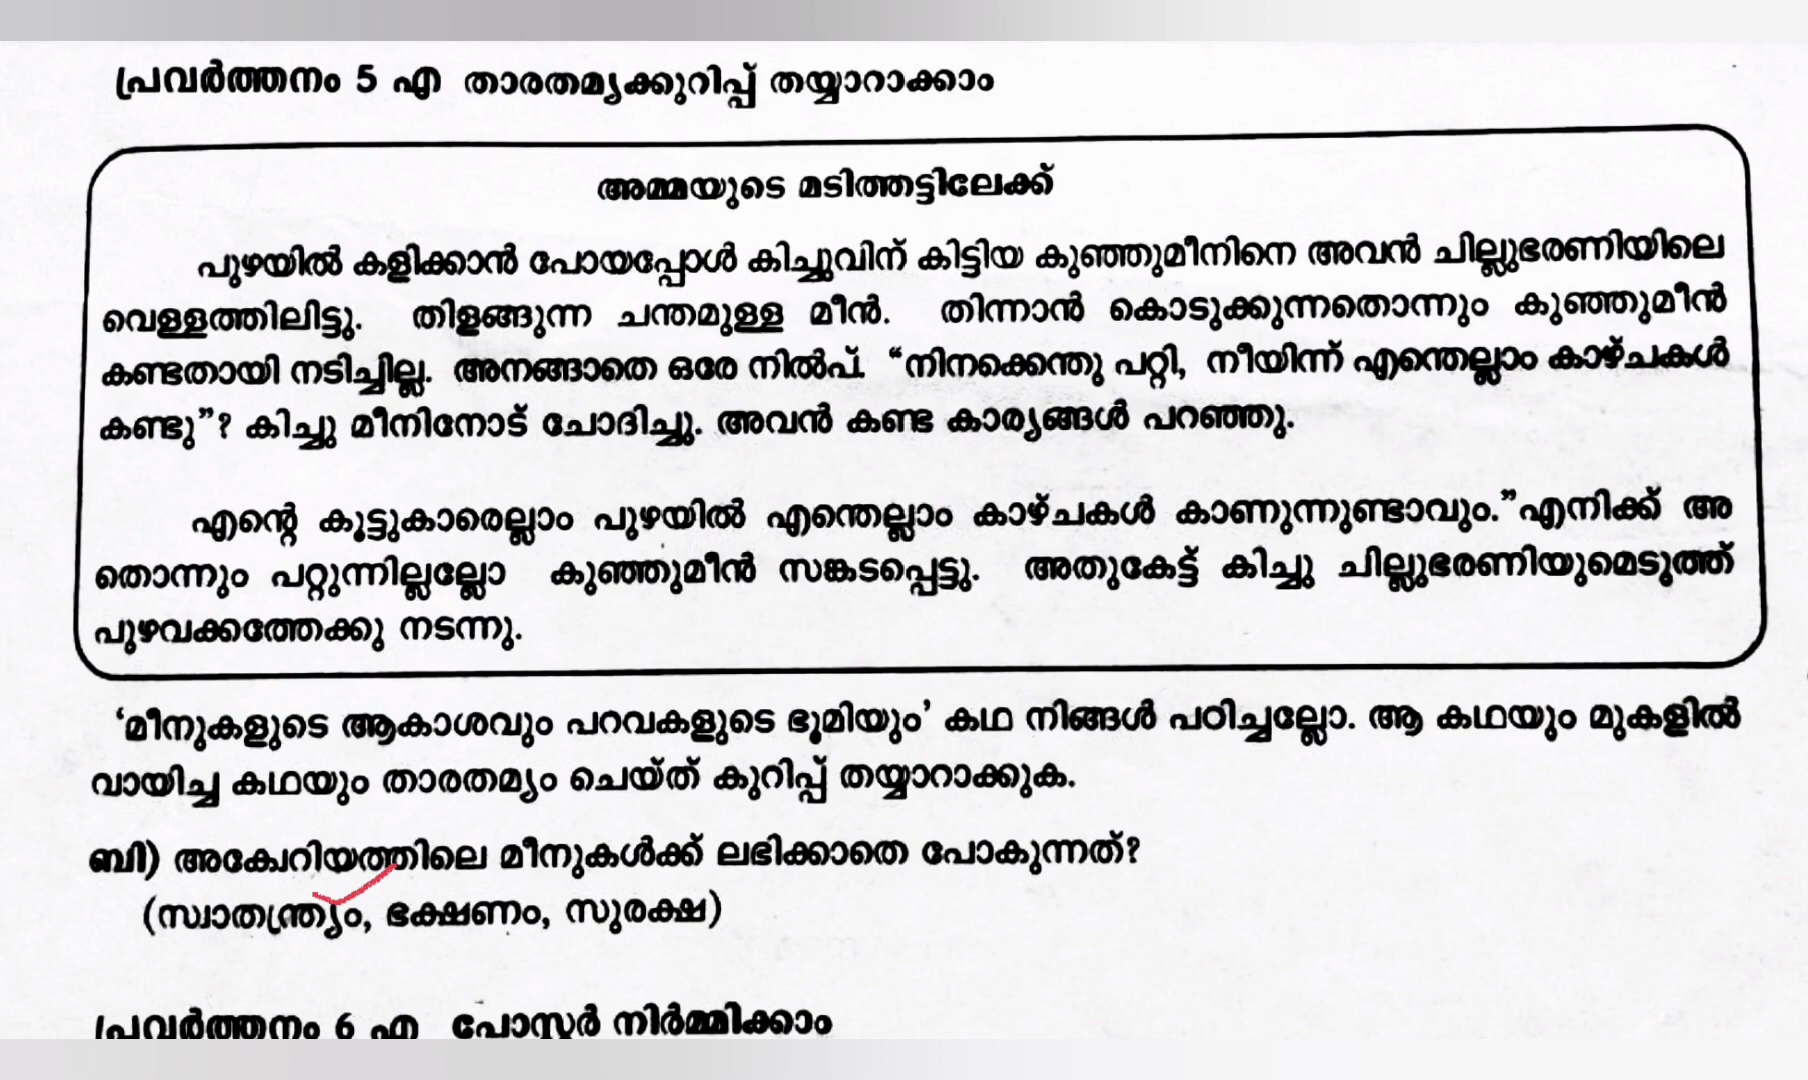 പ്രവർത്തനം 5 എ താരതമ്യക്കുറിപ്പ് തയ്യാറാക്കാം
അമ്മയുടെ മടിത്തട്ടിലേക്ക്
പുഴയിൽ കളിക്കാൻ പോയപ്പോൾ കിച്ചുവിന് കിട്ടിയ കുഞ്ഞുമീനിനെ അവൻ ചില്ലുഭരണിയിലെ
വെള്ളത്തിലിട്ടു. തിളങ്ങുന്ന ചന്തമുള്ള മീൻ. തിന്നാൻ കൊടുക്കുന്നതൊന്നും കുഞ്ഞുമീൻ
കണ്ടതായി നടിച്ചില്ല. അനങ്ങാതെ ഒരേ നിൽപ്. “നിനക്കെന്തു പറ്റി, നീയിന്ന് എന്തെല്ലാം കാഴ്ചകൾ
കണ്ടു”? കിച്ചു മീനിനോട് ചോദിച്ചു. അവൻ കണ്ട കാര്യങ്ങൾ പറഞ്ഞു.
എന്റെ കൂട്ടുകാരെല്ലാം പുഴയിൽ എന്തെല്ലാം കാഴ്ചകൾ കാണുന്നുണ്ടാവും.”എനിക്ക് അ
തൊന്നും പറ്റുന്നില്ലല്ലോ കുഞ്ഞുമീൻ സങ്കടപ്പെട്ടു. അതുകേട്ട് കിച്ചു ചില്ലുഭരണിയുമെടുത്ത്
പുഴവക്കത്തേക്കു നടന്നു.
‘മീനുകളുടെ ആകാശവും പറവകളുടെ ഭൂമിയും’ കഥ നിങ്ങൾ പഠിച്ചല്ലോ. ആ കഥയും മുകളിൽ
വായിച്ച കഥയും താരതമ്യം ചെയ്ത് കുറിപ്പ് തയ്യാറാക്കുക.
ബി) അക്വേറിയത്തിലെ മീനുകൾക്ക് ലഭിക്കാതെ പോകുന്നത്?
(സ്വാതന്ത്ര്യം, ഭക്ഷണം, സുരക്ഷ)
പ്രവർത്തനം 6 എ പോസ്റ്റർ നിർമ്മിക്കാം